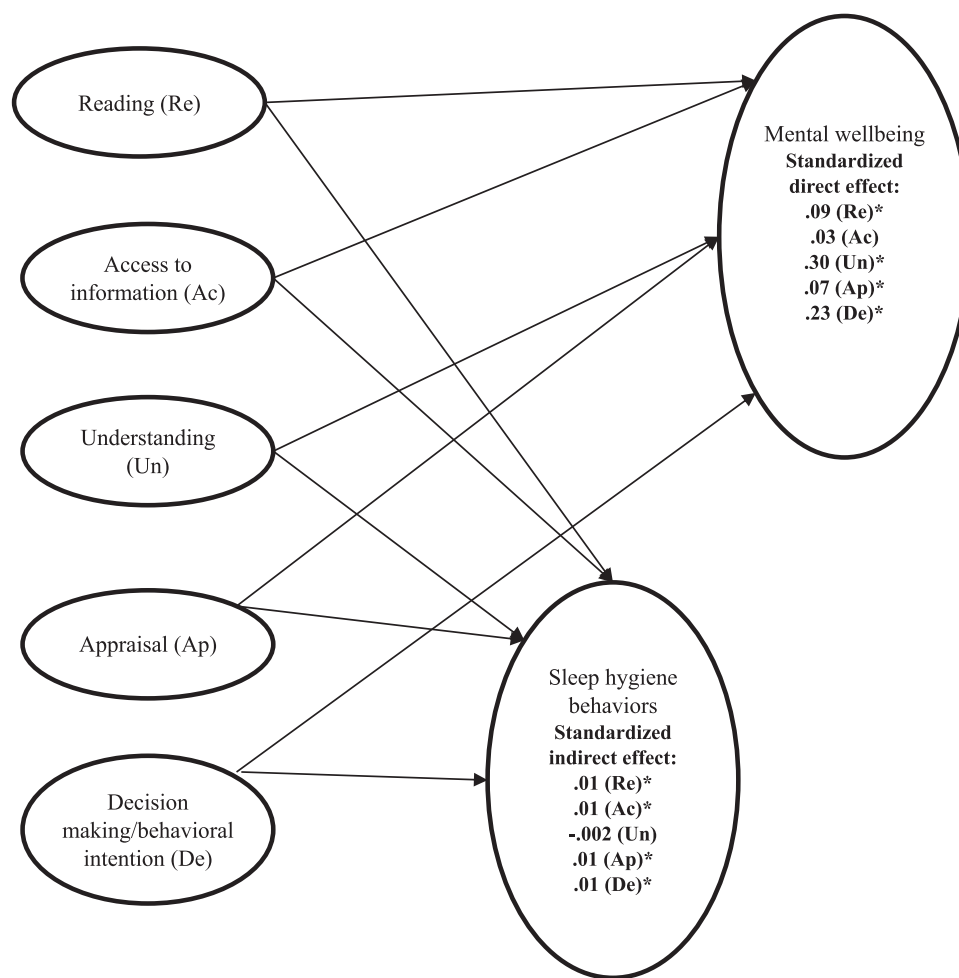 Reading (Re)
Access to
information (Ac)
Understanding
(Un)
Appraisal (Ap)
Decision
making/behavioral
intention (De)
Mental wellbeing
Standardized
direct effect:
.09 (Re)*
.03 (Ac)
.30 (Un)*
.07 (Ap)*
.23 (De)*
Sleep hygiene
behaviors
Standardized
indirect effect:
.01 (Re)*
.01 (Ac)*
-.002 (Un)
.01 (Ap)*
.01 (De)*